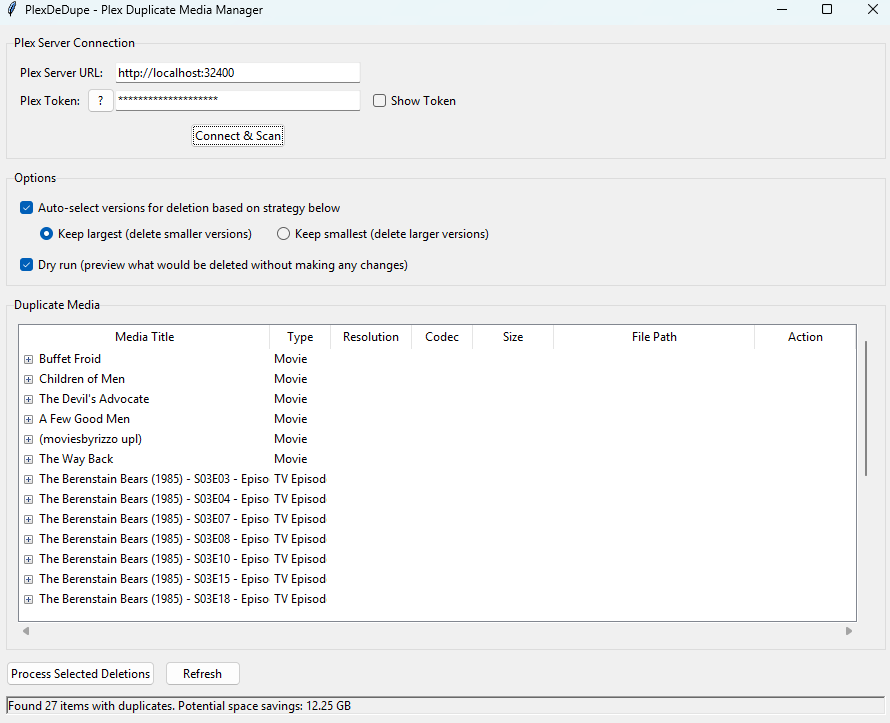 PlexDeDupe - Plex Duplicate Media Manager
Plex Server Connection
Plex Server URL: http://localhost:32400
Plex Token: ? ******************** Show Token
Connect & Scan
Options
Auto-select versions for deletion based on strategy below
Keep largest (delete smaller versions) Keep smallest (delete larger versions)
Dry run (preview what would be deleted without making any changes)
Duplicate Media
Media Title Type Resolution Codec Size File Path Action
Buffet Froid Movie
Children of Men Movie
The Devil's Advocate Movie
A Few Good Men Movie
(moviesbyrizzo upl) Movie
The Way Back Movie
The Berenstain Bears (1985) - S03E03 - Episo TV Episod
The Berenstain Bears (1985) - S03E04 - Episo TV Episod
The Berenstain Bears (1985) - S03E07 - Episo TV Episod
The Berenstain Bears (1985) - S03E08 - Episo TV Episod
The Berenstain Bears (1985) - S03E10 - Episo TV Episod
The Berenstain Bears (1985) - S03E15 - Episo TV Episod
The Berenstain Bears (1985) - S03E18 - Episo TV Episod
Process Selected Deletions Refresh
Found 27 items with duplicates. Potential space savings: 12.25 GB